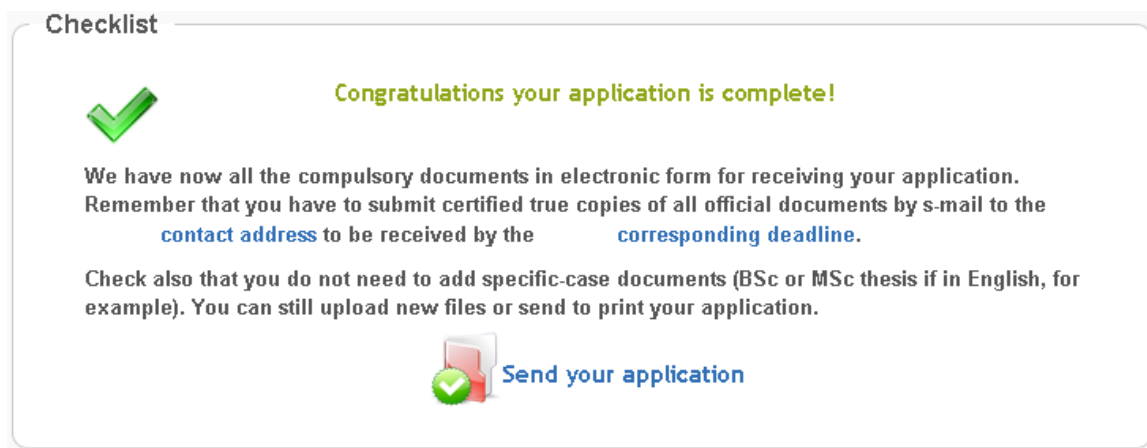 Checklist
Congratulations your application is complete!
We have now all the compulsory documents in electronic form for receiving your application.
Remember that you have to submit certified true copies of all official documents by s-mail to the
contact address to be received by the corresponding deadline.
Check also that you do not need to add specific-case documents (BSc or MSc thesis if in English, for
example). You can still upload new files or send to print your application.
Send your application